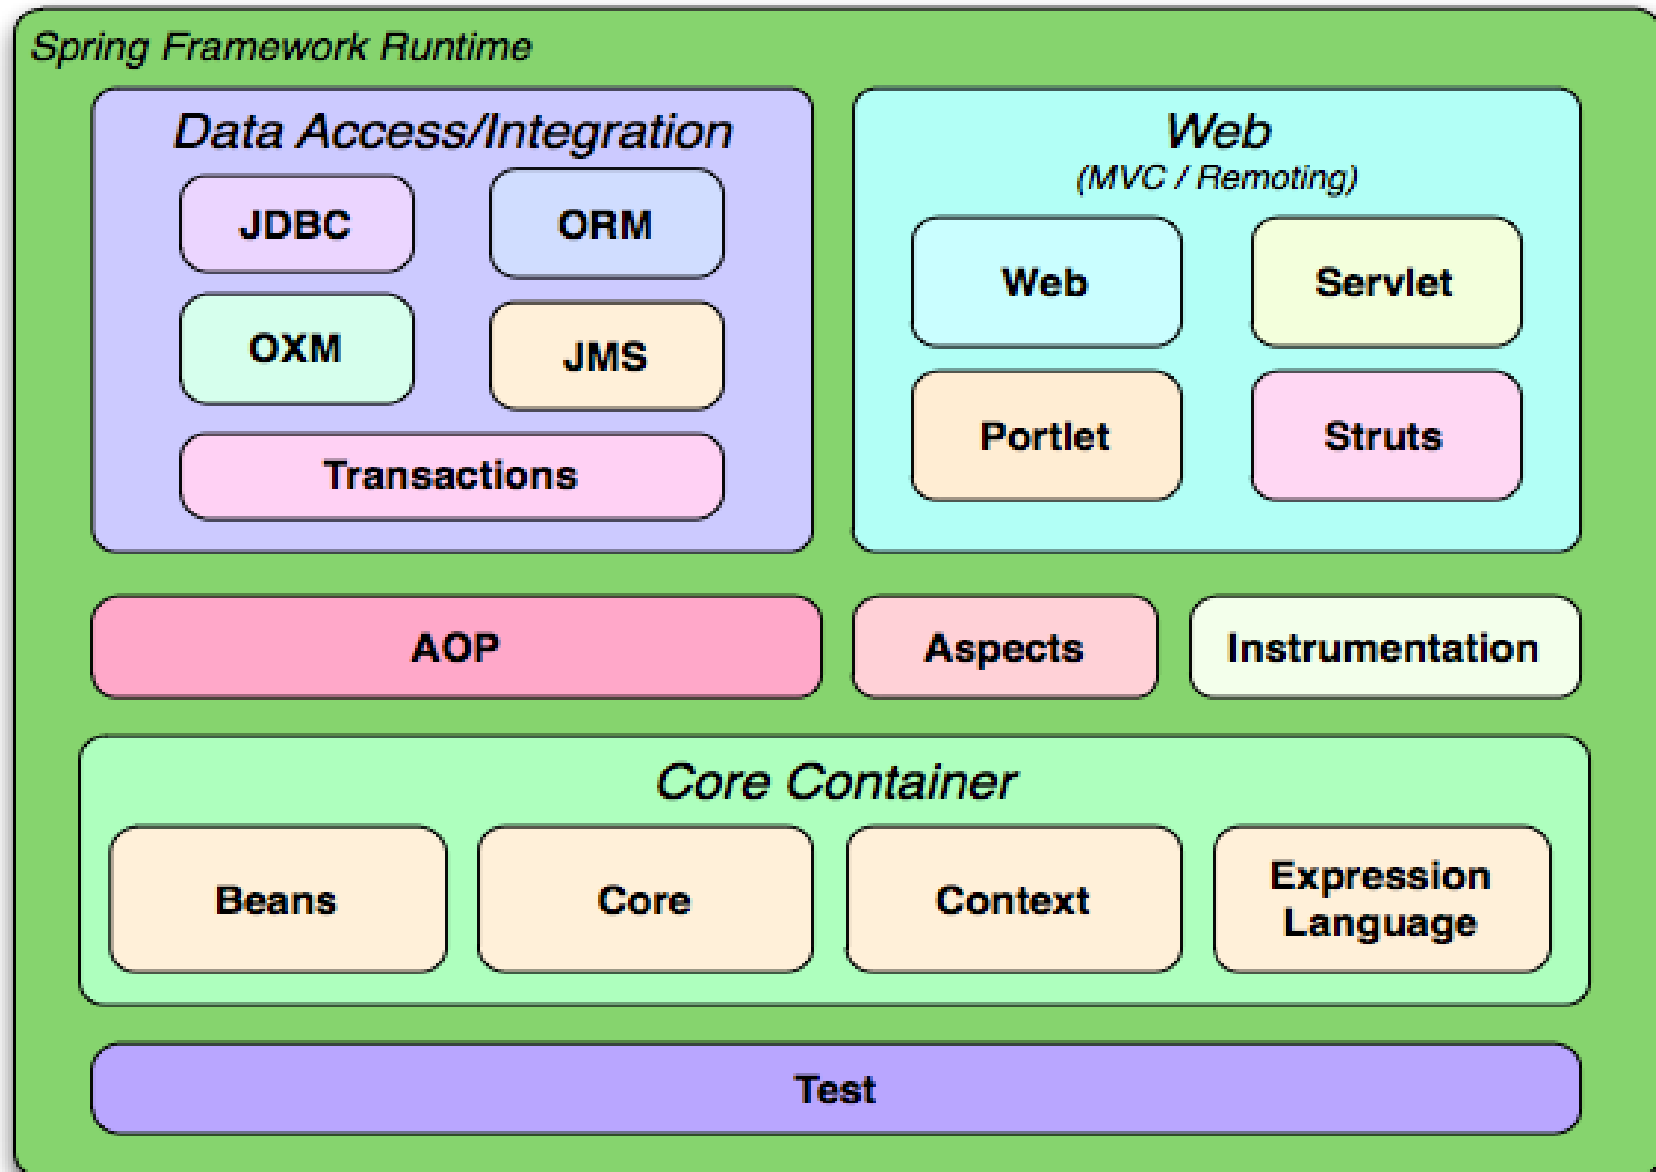 Spring Framework Runtime
Data Access/Integration
JDBC
ORM
OXM
JMS
Transactions
Web
(MVC / Remoting)
Web
Servlet
Portlet
Struts
AOP
Aspects
Instrumentation
Core Container
Beans
Core
Context
Expression
Language
Test